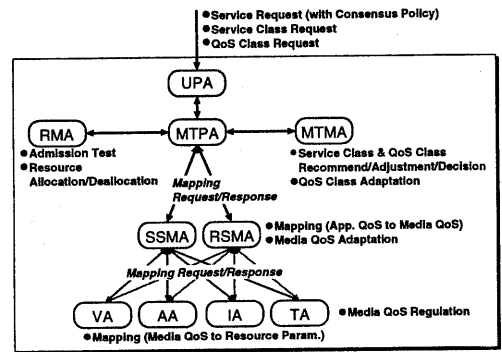 ●Service Request (with Consensus Policy)
●Service Class Request
●QoS Class Request
UPA
RMA
MTPA
MTMA
●Admission Test
●Resource
Allocation/Deallocation
●Service Class & QoS Class
Recommend/Adjustment/Decision
●QoS Class Adaptation
Mapping
Request/Response
SSMA
RSMA
●Mapping (App. QoS to Media QoS)
●Media QoS Adaptation
Mapping Request/Response
VA
AA
IA
TA
●Media QoS Regulation
●Mapping (Media QoS to Resource Param.)